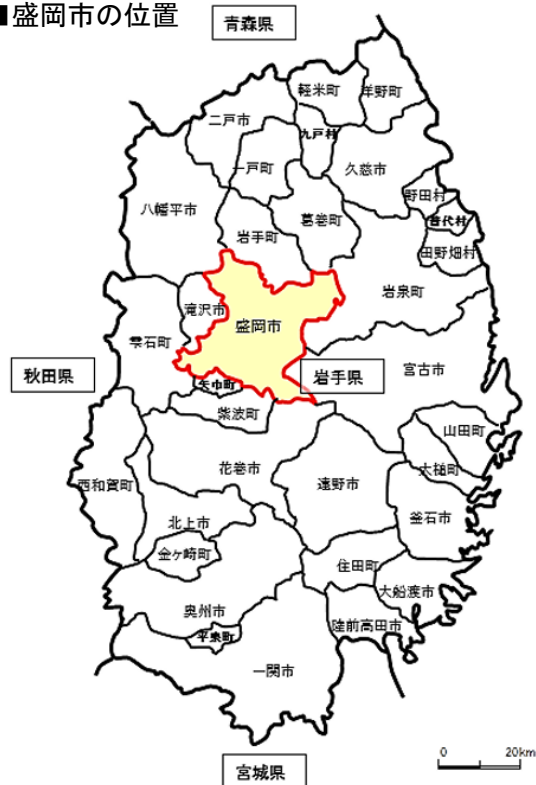 ■盛岡市の位置
青森県
軽米町
洋野町
二戸市
九戸村
一戸町
久慈市
野田村
普代村
八幡平市
葛巻町
岩手町
田野畑村
岩泉町
滝沢市
盛岡市
雫石町
秋田県
岩手県
宮古市
矢巾町
紫波町
山田町
大槌町
花巻市
遠野市
西和賀町
釜石市
北上市
金ヶ崎町
住田町
大船渡市
奥州市
陸前高田市
平泉町
一関市
0 20km
宮城県